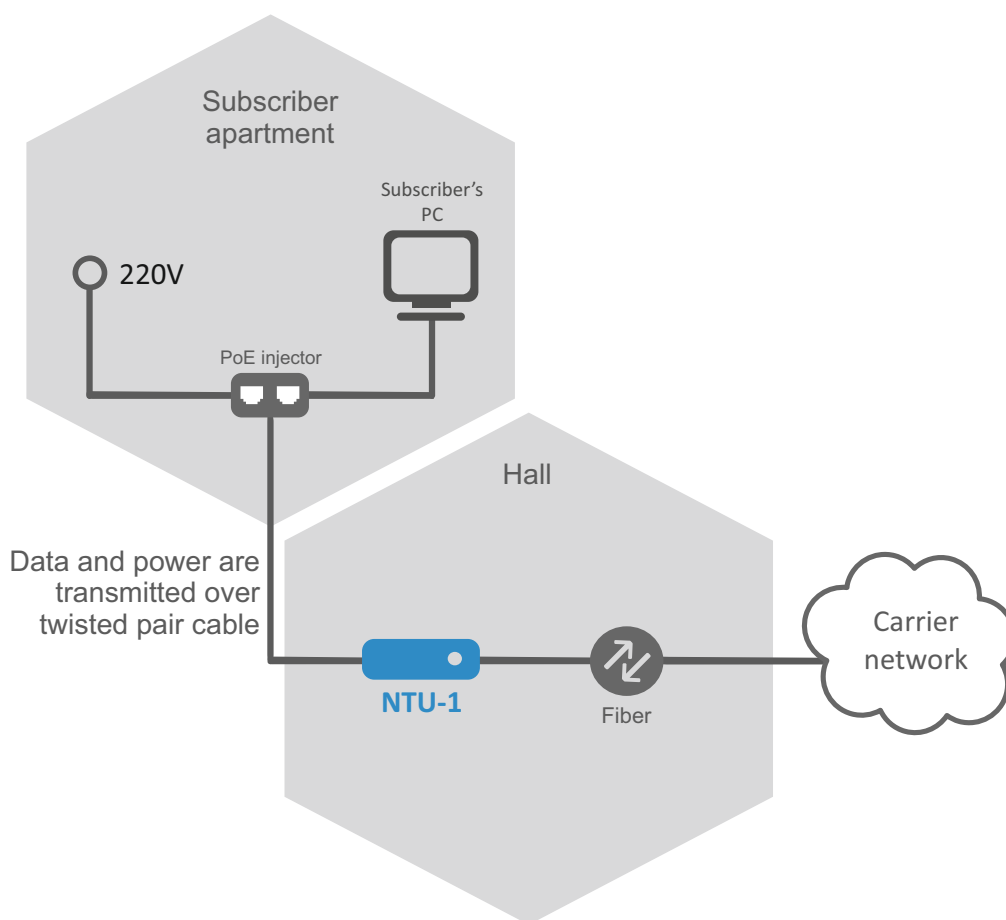 Subscriber
apartment
Subscriber’s
PC
220V
PoE injector
Hall
Data and power are
transmitted over
twisted pair cable
NTU-1
Fiber
Carrier
network